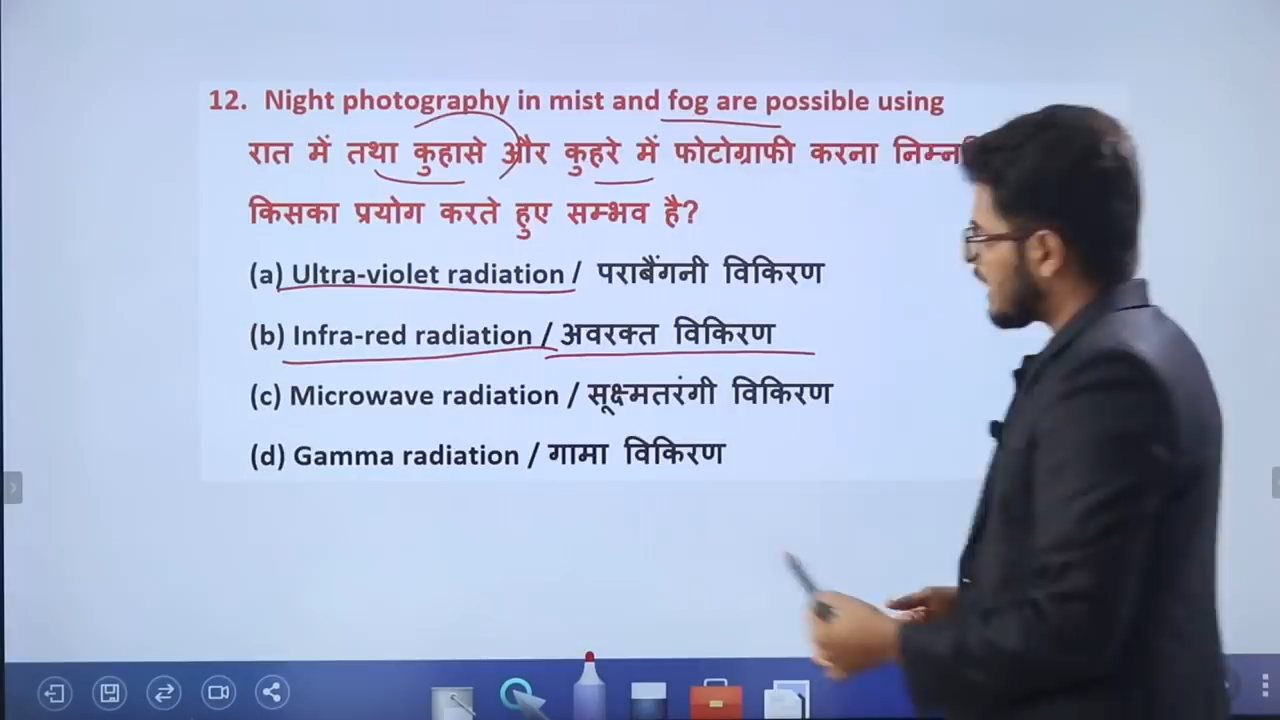 12. Night photography in mist and fog are possible using
रात में तथा कुहासे और कुहरे में फोटोग्राफी करना
किसका प्रयोग करते हुए सम्भव है?
(a) Ultra-violet radiation / पराबैंगनी विकिरण
(b) Infra-red radiation / अवरक्त विकिरण
(c) Microwave radiation / सूक्ष्मतरंगी विकिरण
(d) Gamma radiation / गामा विकिरण